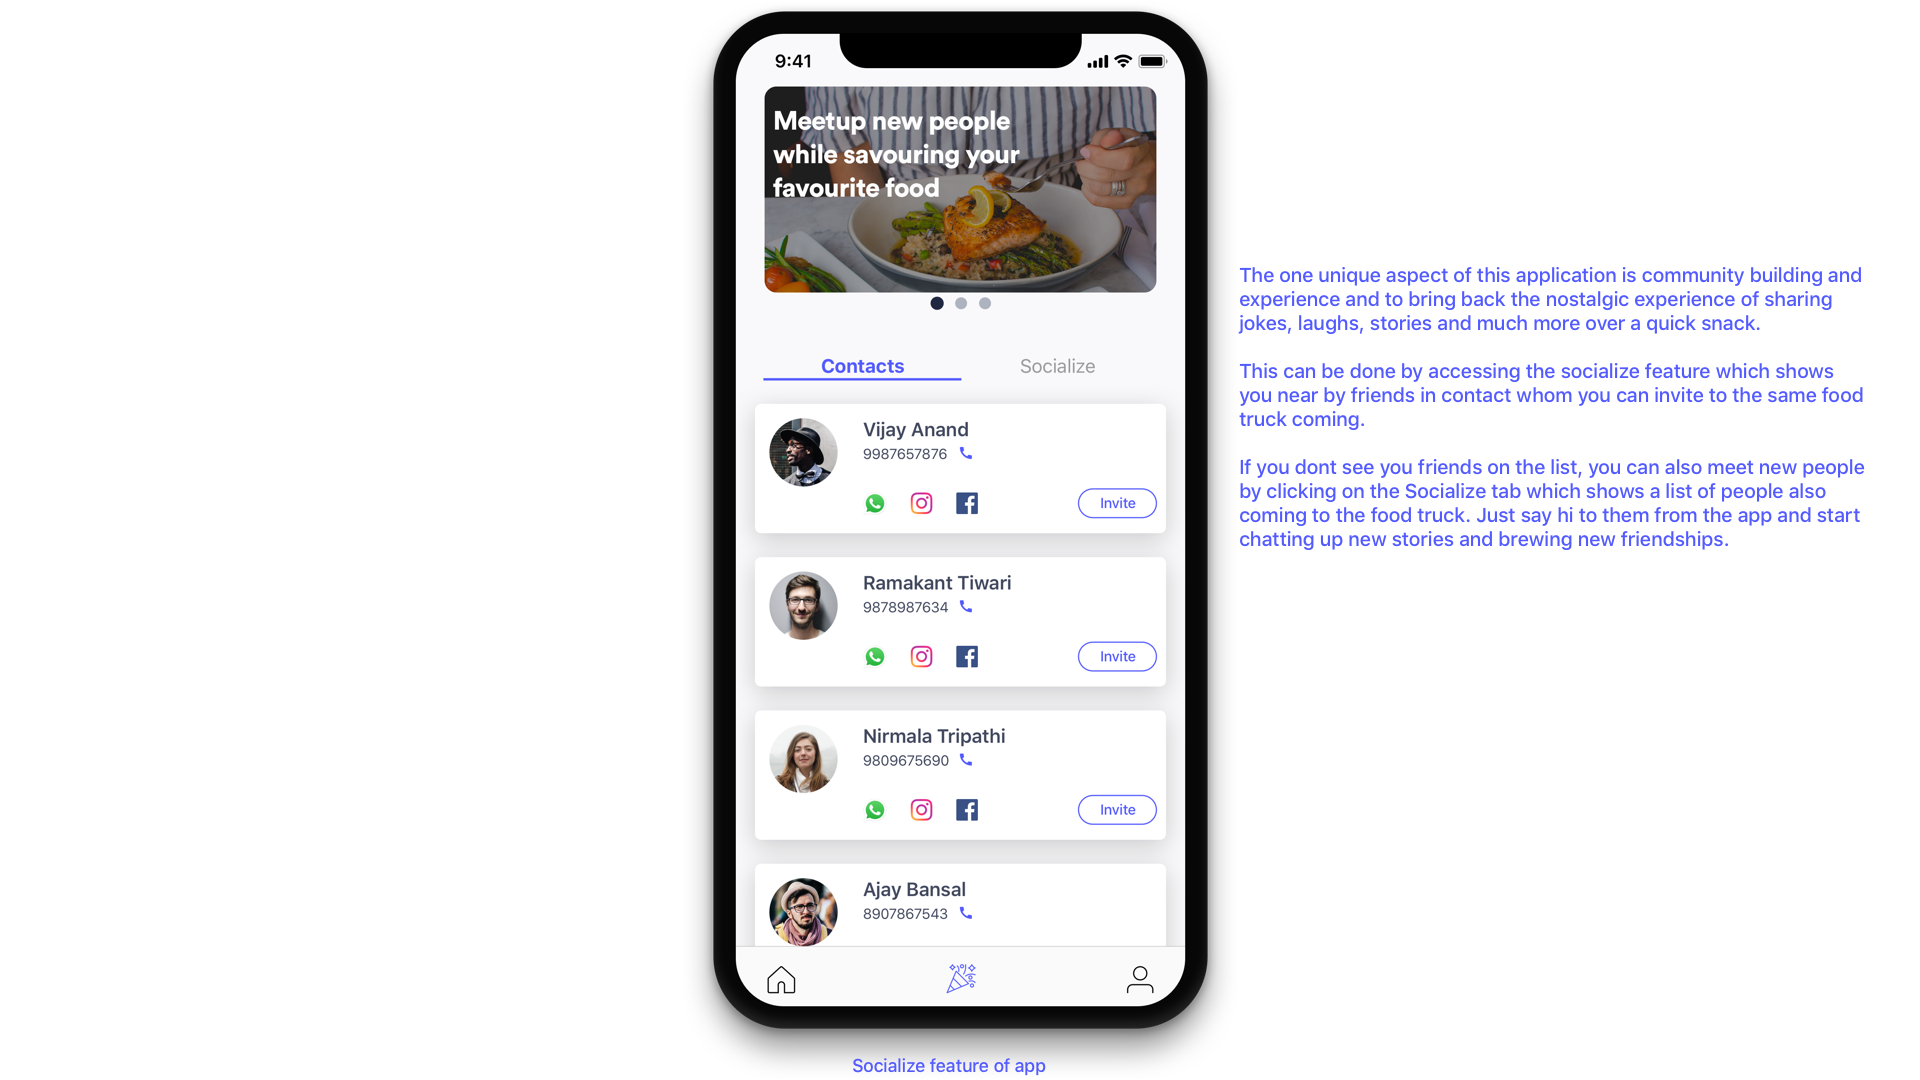 9:41
Meetup new people
while savouring your
favourite food
Contacts
Socialize
Vijay Anand
9987657876
Invite
Ramakant Tiwari
9878987634
Invite
Nirmala Tripathi
9809675690
Invite
Ajay Bansal
8907867543
Socialize feature of app
The one unique aspect of this application is community building and
experience and to bring back the nostalgic experience of sharing
jokes, laughs, stories and much more over a quick snack.
This can be done by accessing the socialize feature which shows
you near by friends in contact whom you can invite to the same food
truck coming.
If you dont see you friends on the list, you can also meet new people
by clicking on the Socialize tab which shows a list of people also
coming to the food truck. Just say hi to them from the app and start
chatting up new stories and brewing new friendships.